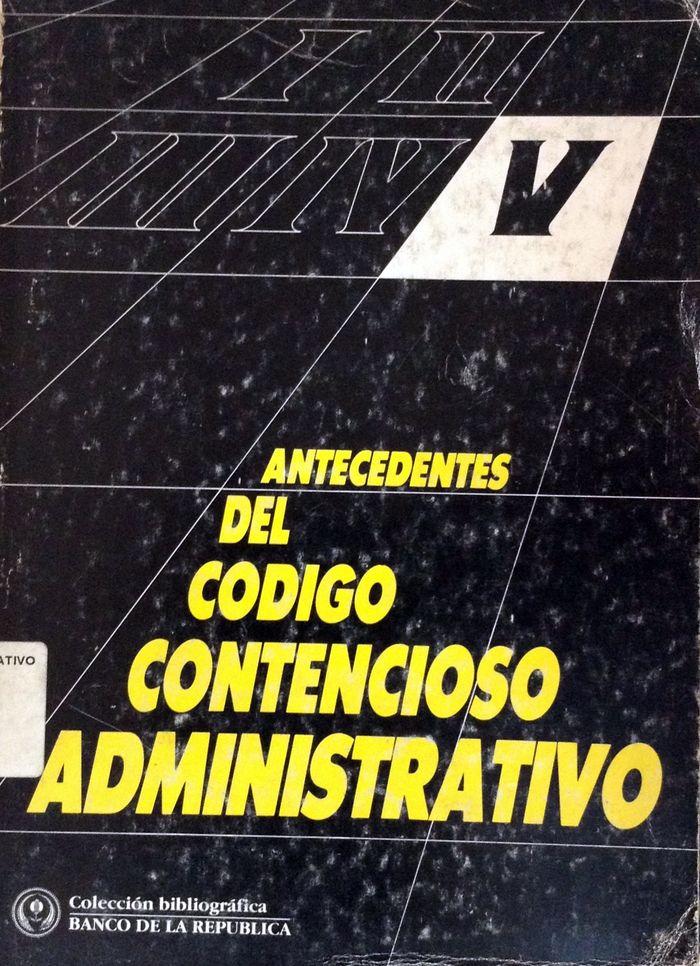 I II
III IV V
ANTECEDENTES
DEL
CODIGO
CONTENCIOSO
ADMINISTRATIVO
ATIVO
Colección bibliográfica
BANCO DE LA REPUBLICA